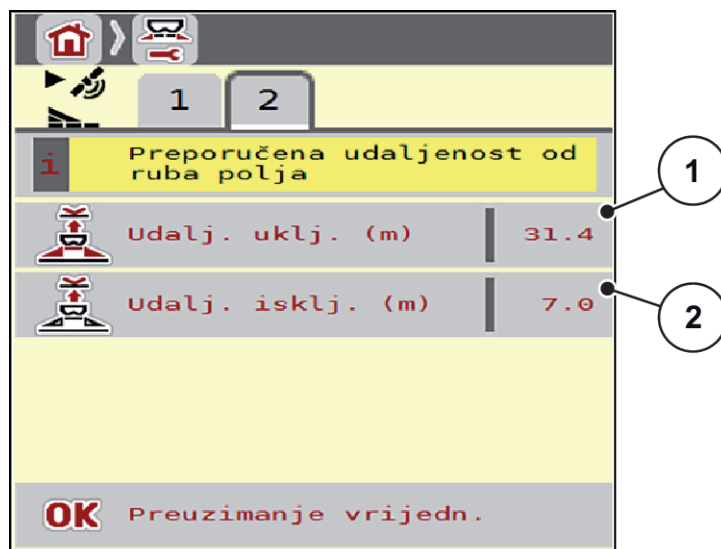 1 2
i Preporučena udaljenost od
ruba polja
Udalj. uklj. (m) 31.4
1
Udalj. isklj. (m) 7.0
2
OK Preuzimanje vrijedn.